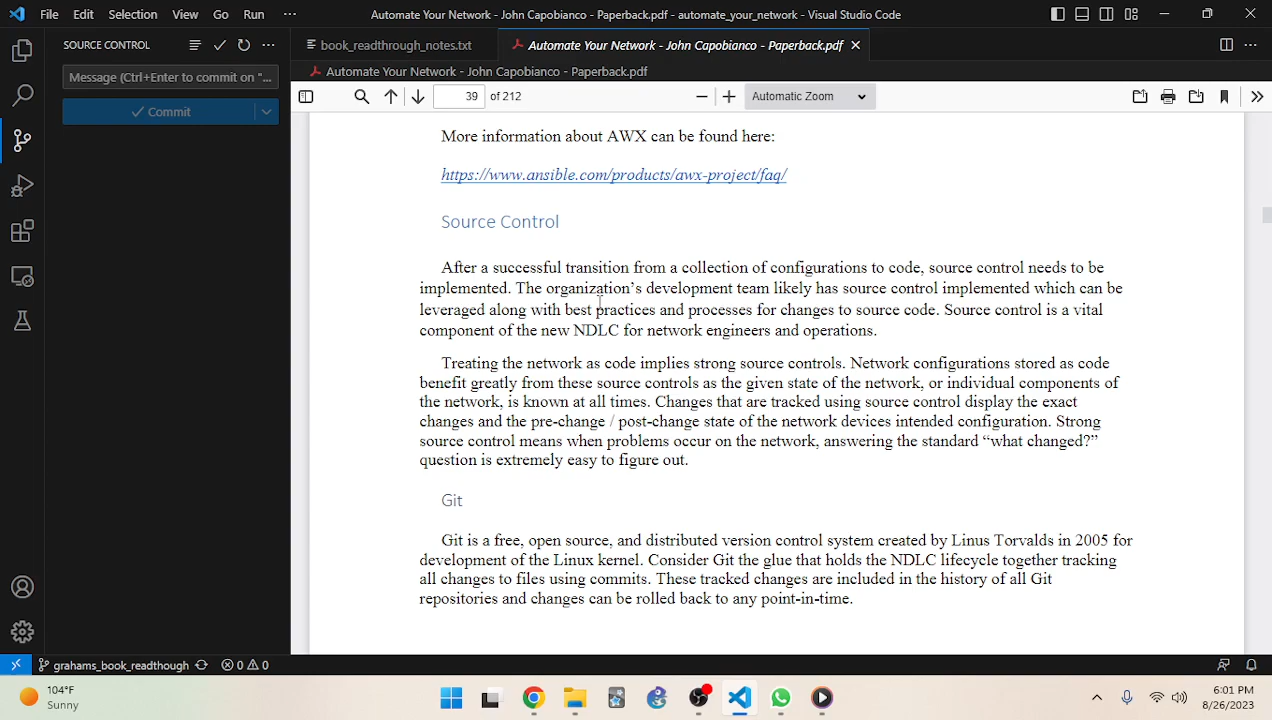 File Edit Selection View Go Run ··· Automate Your Network - John Capobianco - Paperback.pdf - automate_your_network - Visual Studio Code
SOURCE CONTROL
book_readthrough_notes.txt
Automate Your Network - John Capobianco - Paperback.pdf
Automate Your Network - John Capobianco - Paperback.pdf
Message (Ctrl+Enter to commit on "...
Commit
39 of 212
Automatic Zoom
More information about AWX can be found here:
https://www.ansible.com/products/awx-project/faq/
Source Control
After a successful transition from a collection of configurations to code, source control needs to be
implemented. The organization's development team likely has source control implemented which can be
leveraged along with best practices and processes for changes to source code. Source control is a vital
component of the new NDLC for network engineers and operations.
Treating the network as code implies strong source controls. Network configurations stored as code
benefit greatly from these source controls as the given state of the network, or individual components of
the network, is known at all times. Changes that are tracked using source control display the exact
changes and the pre-change / post-change state of the network devices intended configuration. Strong
source control means when problems occur on the network, answering the standard “what changed?”
question is extremely easy to figure out.
Git
Git is a free, open source, and distributed version control system created by Linus Torvalds in 2005 for
development of the Linux kernel. Consider Git the glue that holds the NDLC lifecycle together tracking
all changes to files using commits. These tracked changes are included in the history of all Git
repositories and changes can be rolled back to any point-in-time.
grahams_book_readthough 0 0
104°F
Sunny
6:01 PM
8/26/2023